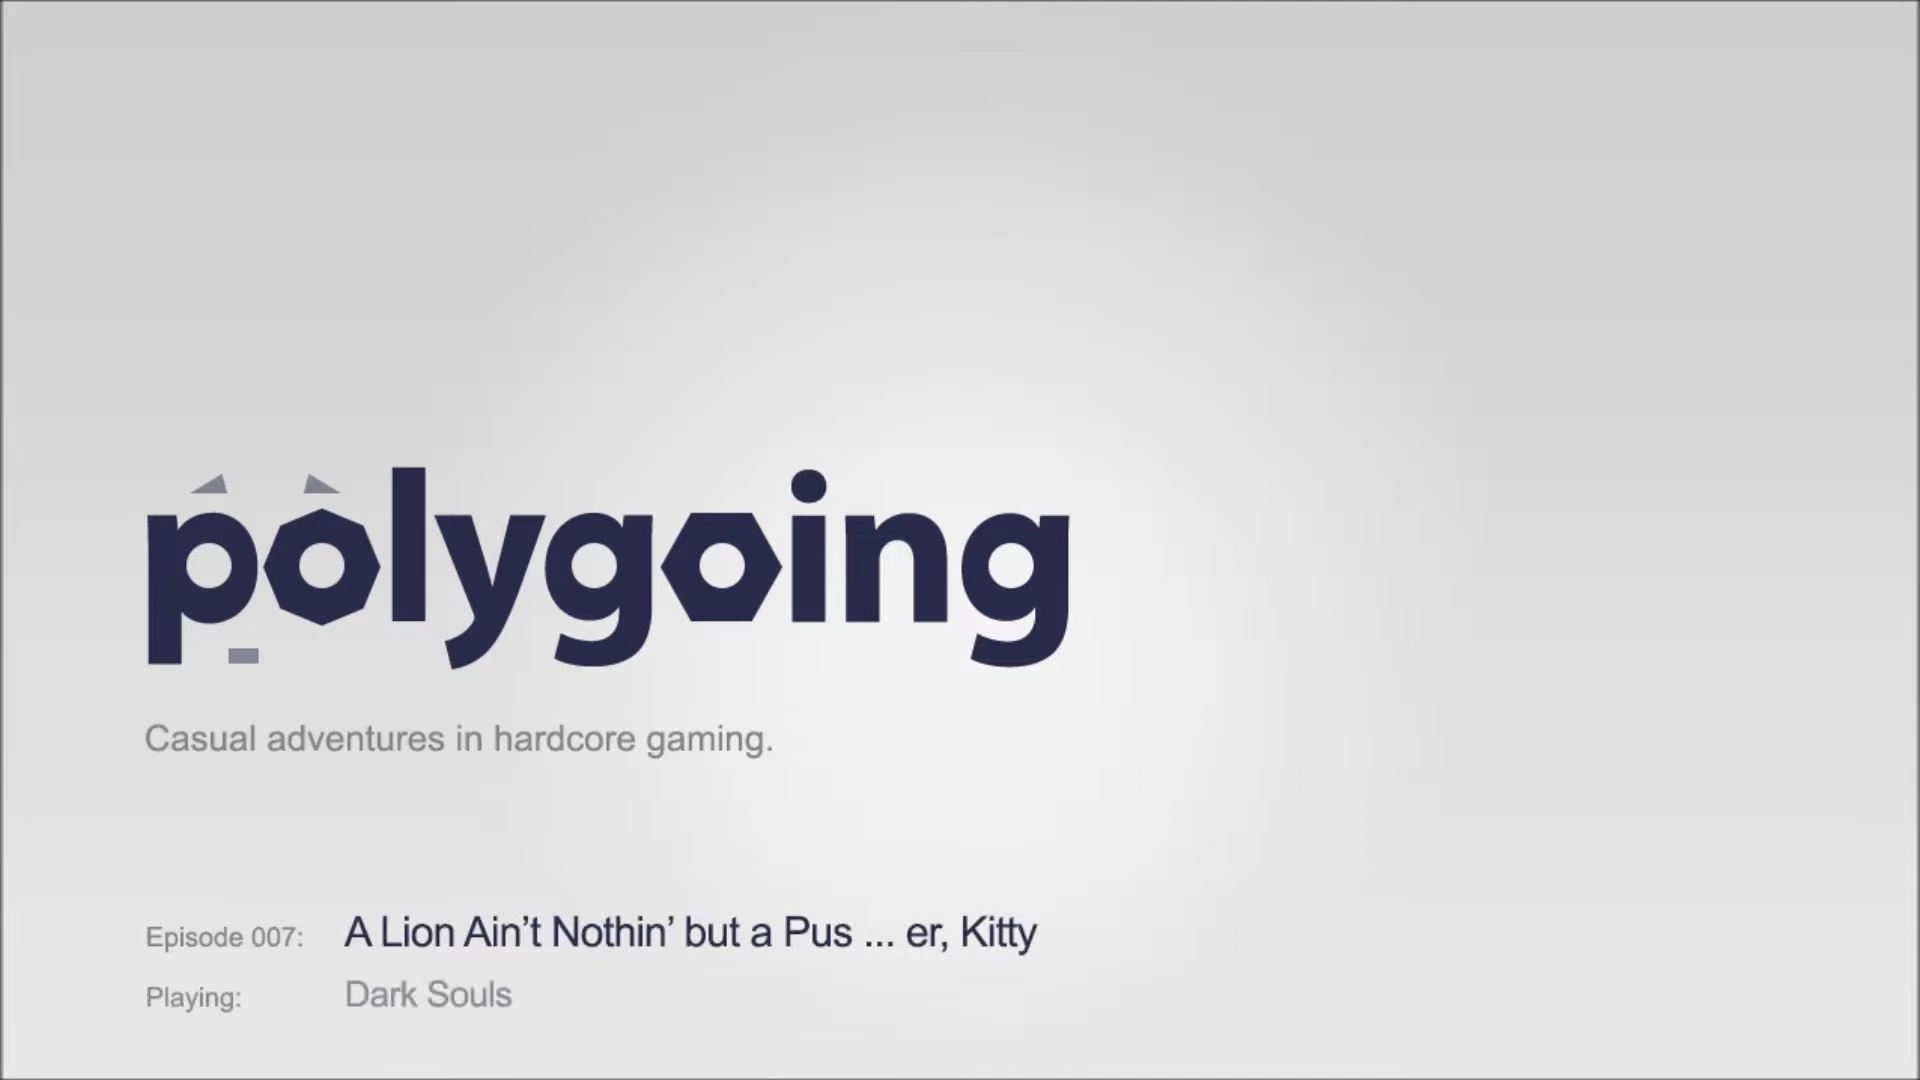 polygoing
Casual adventures in hardcore gaming.
Episode 007: A Lion Ain’t Nothin’ but a Pus ... er, Kitty
Playing: Dark Souls